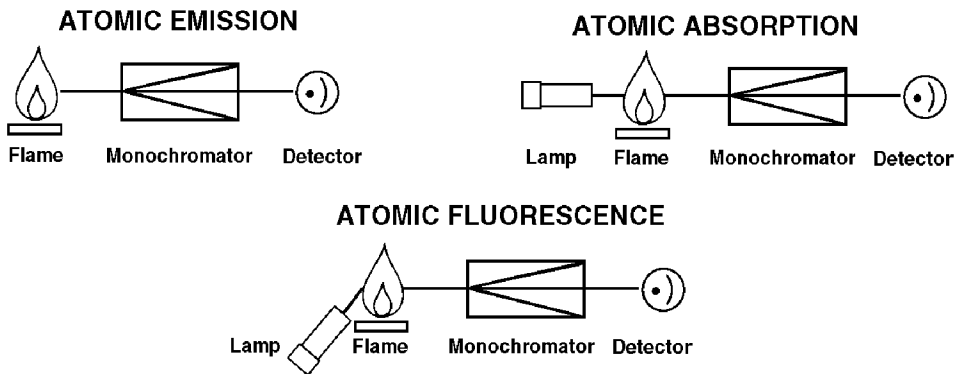 ATOMIC EMISSION
Flame Monochromator Detector
ATOMIC ABSORPTION
Lamp Flame Monochromator Detector
ATOMIC FLUORESCENCE
Lamp Flame Monochromator Detector